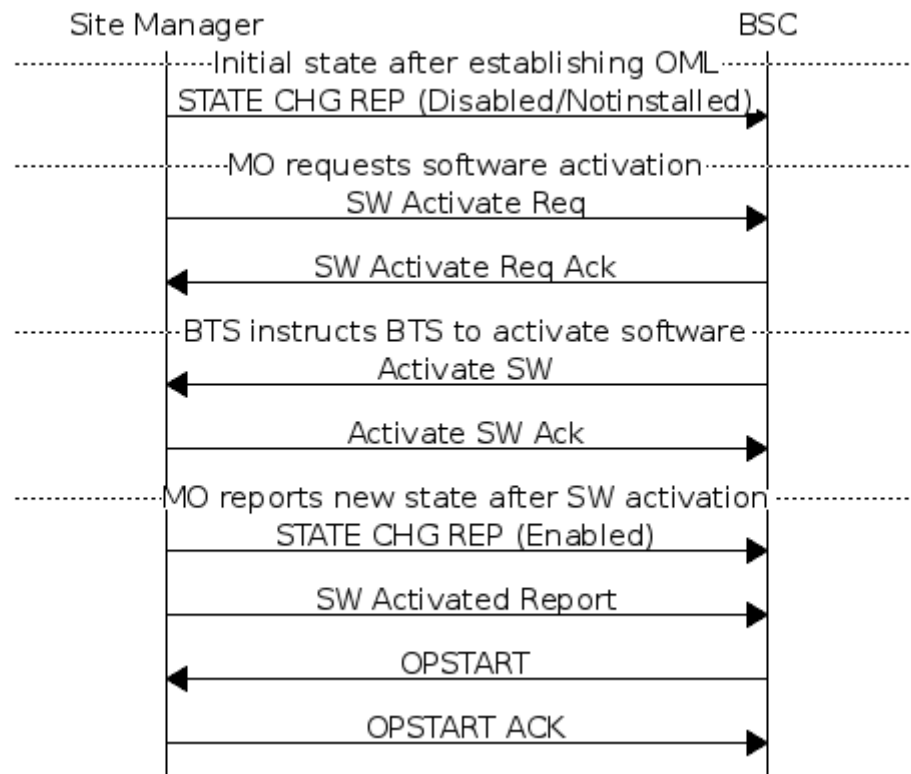 Site Manager BSC
Initial state after establishing OML
STATE CHG REP (Disabled/Notinstalled)
MO requests software activation
SW Activate Req
SW Activate Req Ack
BTS instructs BTS to activate software
Activate SW
Activate SW Ack
MO reports new state after SW activation
STATE CHG REP (Enabled)
SW Activated Report
OPSTART
OPSTART ACK